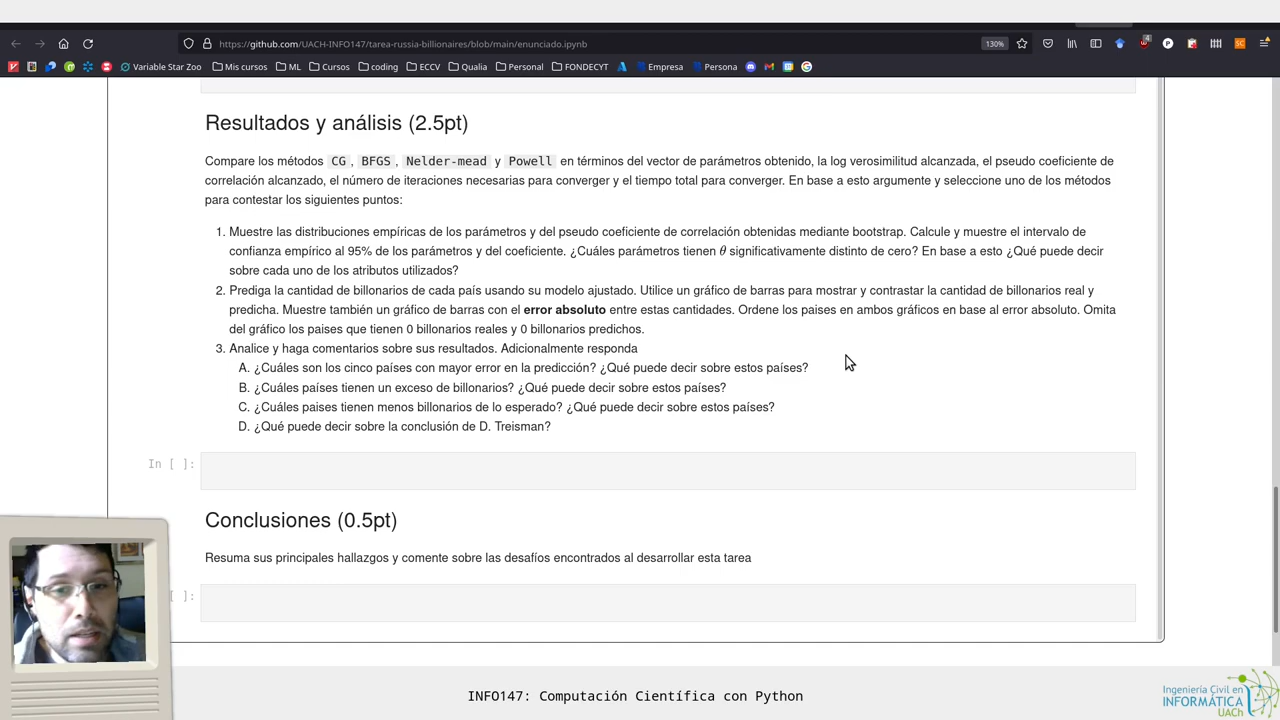 https://github.com/UACH-INFO147/tarea-russia-billionaires/blob/main/enunciado.ipynb
130%
Variable Star Zoo
Mis cursos
ML
Cursos
coding
ECCV
Qualia
Personal
FONDECYT
Empresa
Persona
Resultados y análisis (2.5pt)
Compare los métodos CG , BFGS , Nelder-mead y Powell en términos del vector de parámetros obtenido, la log verosimilitud alcanzada, el pseudo coeficiente de
correlación alcanzado, el número de iteraciones necesarias para converger y el tiempo total para converger. En base a esto argumente y seleccione uno de los métodos
para contestar los siguientes puntos:
1. Muestre las distribuciones empíricas de los parámetros y del pseudo coeficiente de correlación obtenidas mediante bootstrap. Calcule y muestre el intervalo de
confianza empírico al 95% de los parámetros y del coeficiente. ¿Cuáles parámetros tienen θ significativamente distinto de cero? En base a esto ¿Qué puede decir
sobre cada uno de los atributos utilizados?
2. Prediga la cantidad de billonarios de cada país usando su modelo ajustado. Utilice un gráfico de barras para mostrar y contrastar la cantidad de billonarios real y
predicha. Muestre también un gráfico de barras con el error absoluto entre estas cantidades. Ordene los paises en ambos gráficos en base al error absoluto. Omita
del gráfico los paises que tienen 0 billonarios reales y 0 billonarios predichos.
3. Analice y haga comentarios sobre sus resultados. Adicionalmente responda
A. ¿Cuáles son los cinco países con mayor error en la predicción? ¿Qué puede decir sobre estos países?
B. ¿Cuáles países tienen un exceso de billonarios? ¿Qué puede decir sobre estos países?
C. ¿Cuáles paises tienen menos billonarios de lo esperado? ¿Qué puede decir sobre estos países?
D. ¿Qué puede decir sobre la conclusión de D. Treisman?
In [ ]:
Conclusiones (0.5pt)
Resuma sus principales hallazgos y comente sobre las desafíos encontrados al desarrollar esta tarea
[ ]:
INFO147: Computación Científica con Python
Ingeniería Civil en
INFORMÁTICA
UACh